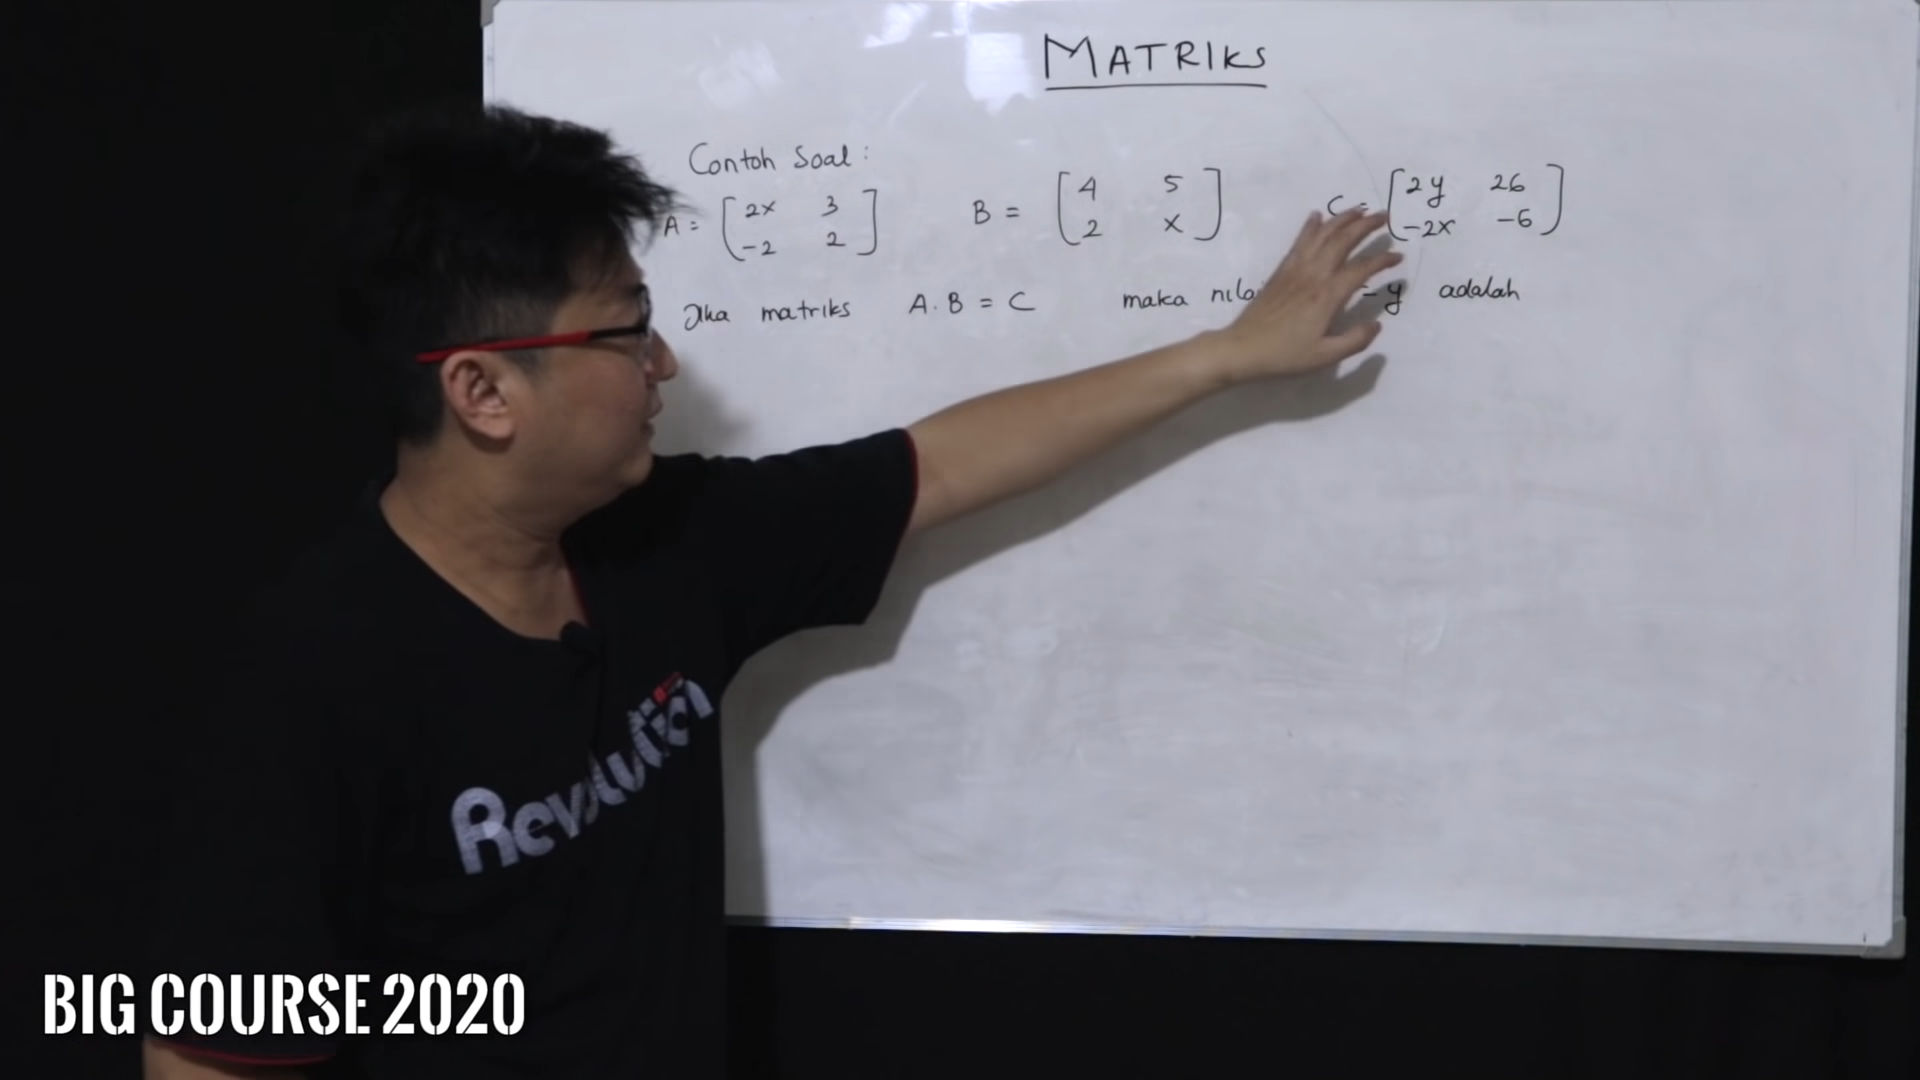 MATRIKS
Contoh Soal :
A = [ 2x 3 ] B = [ 4 5 ] C = [ 2y 26 ]
[ -2 2 ] [ 2 x ] [ -2x -6 ]
Jika matriks A.B = C maka - y adalah
Revolution
BIG COURSE 2020